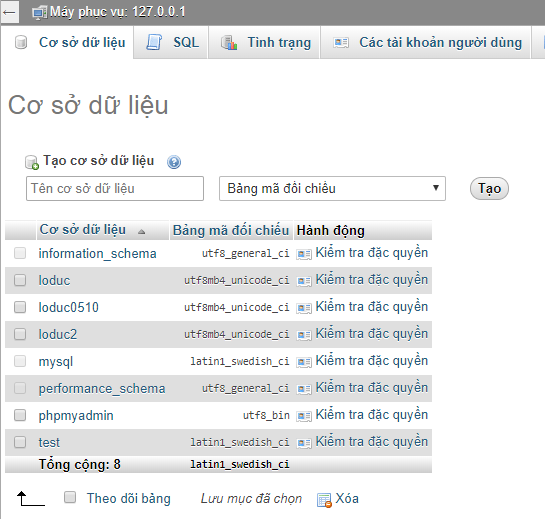 Máy phục vụ: 127.0.0.1
Cơ sở dữ liệu SQL Tình trạng Các tài khoản người dùng
Cơ sở dữ liệu
Tạo cơ sở dữ liệu
Tên cơ sở dữ liệu Bảng mã đối chiếu Tạo
Cơ sở dữ liệu Bảng mã đối chiếu Hành động
information_schema utf8_general_ci Kiểm tra đặc quyền
loduc utf8mb4_unicode_ci Kiểm tra đặc quyền
loduc0510 utf8mb4_unicode_ci Kiểm tra đặc quyền
loduc2 utf8mb4_unicode_ci Kiểm tra đặc quyền
mysql latin1_swedish_ci Kiểm tra đặc quyền
performance_schema utf8_general_ci Kiểm tra đặc quyền
phpmyadmin utf8_bin Kiểm tra đặc quyền
test latin1_swedish_ci Kiểm tra đặc quyền
Tổng cộng: 8 latin1_swedish_ci
Theo dõi bảng Lưu mục đã chọn Xóa